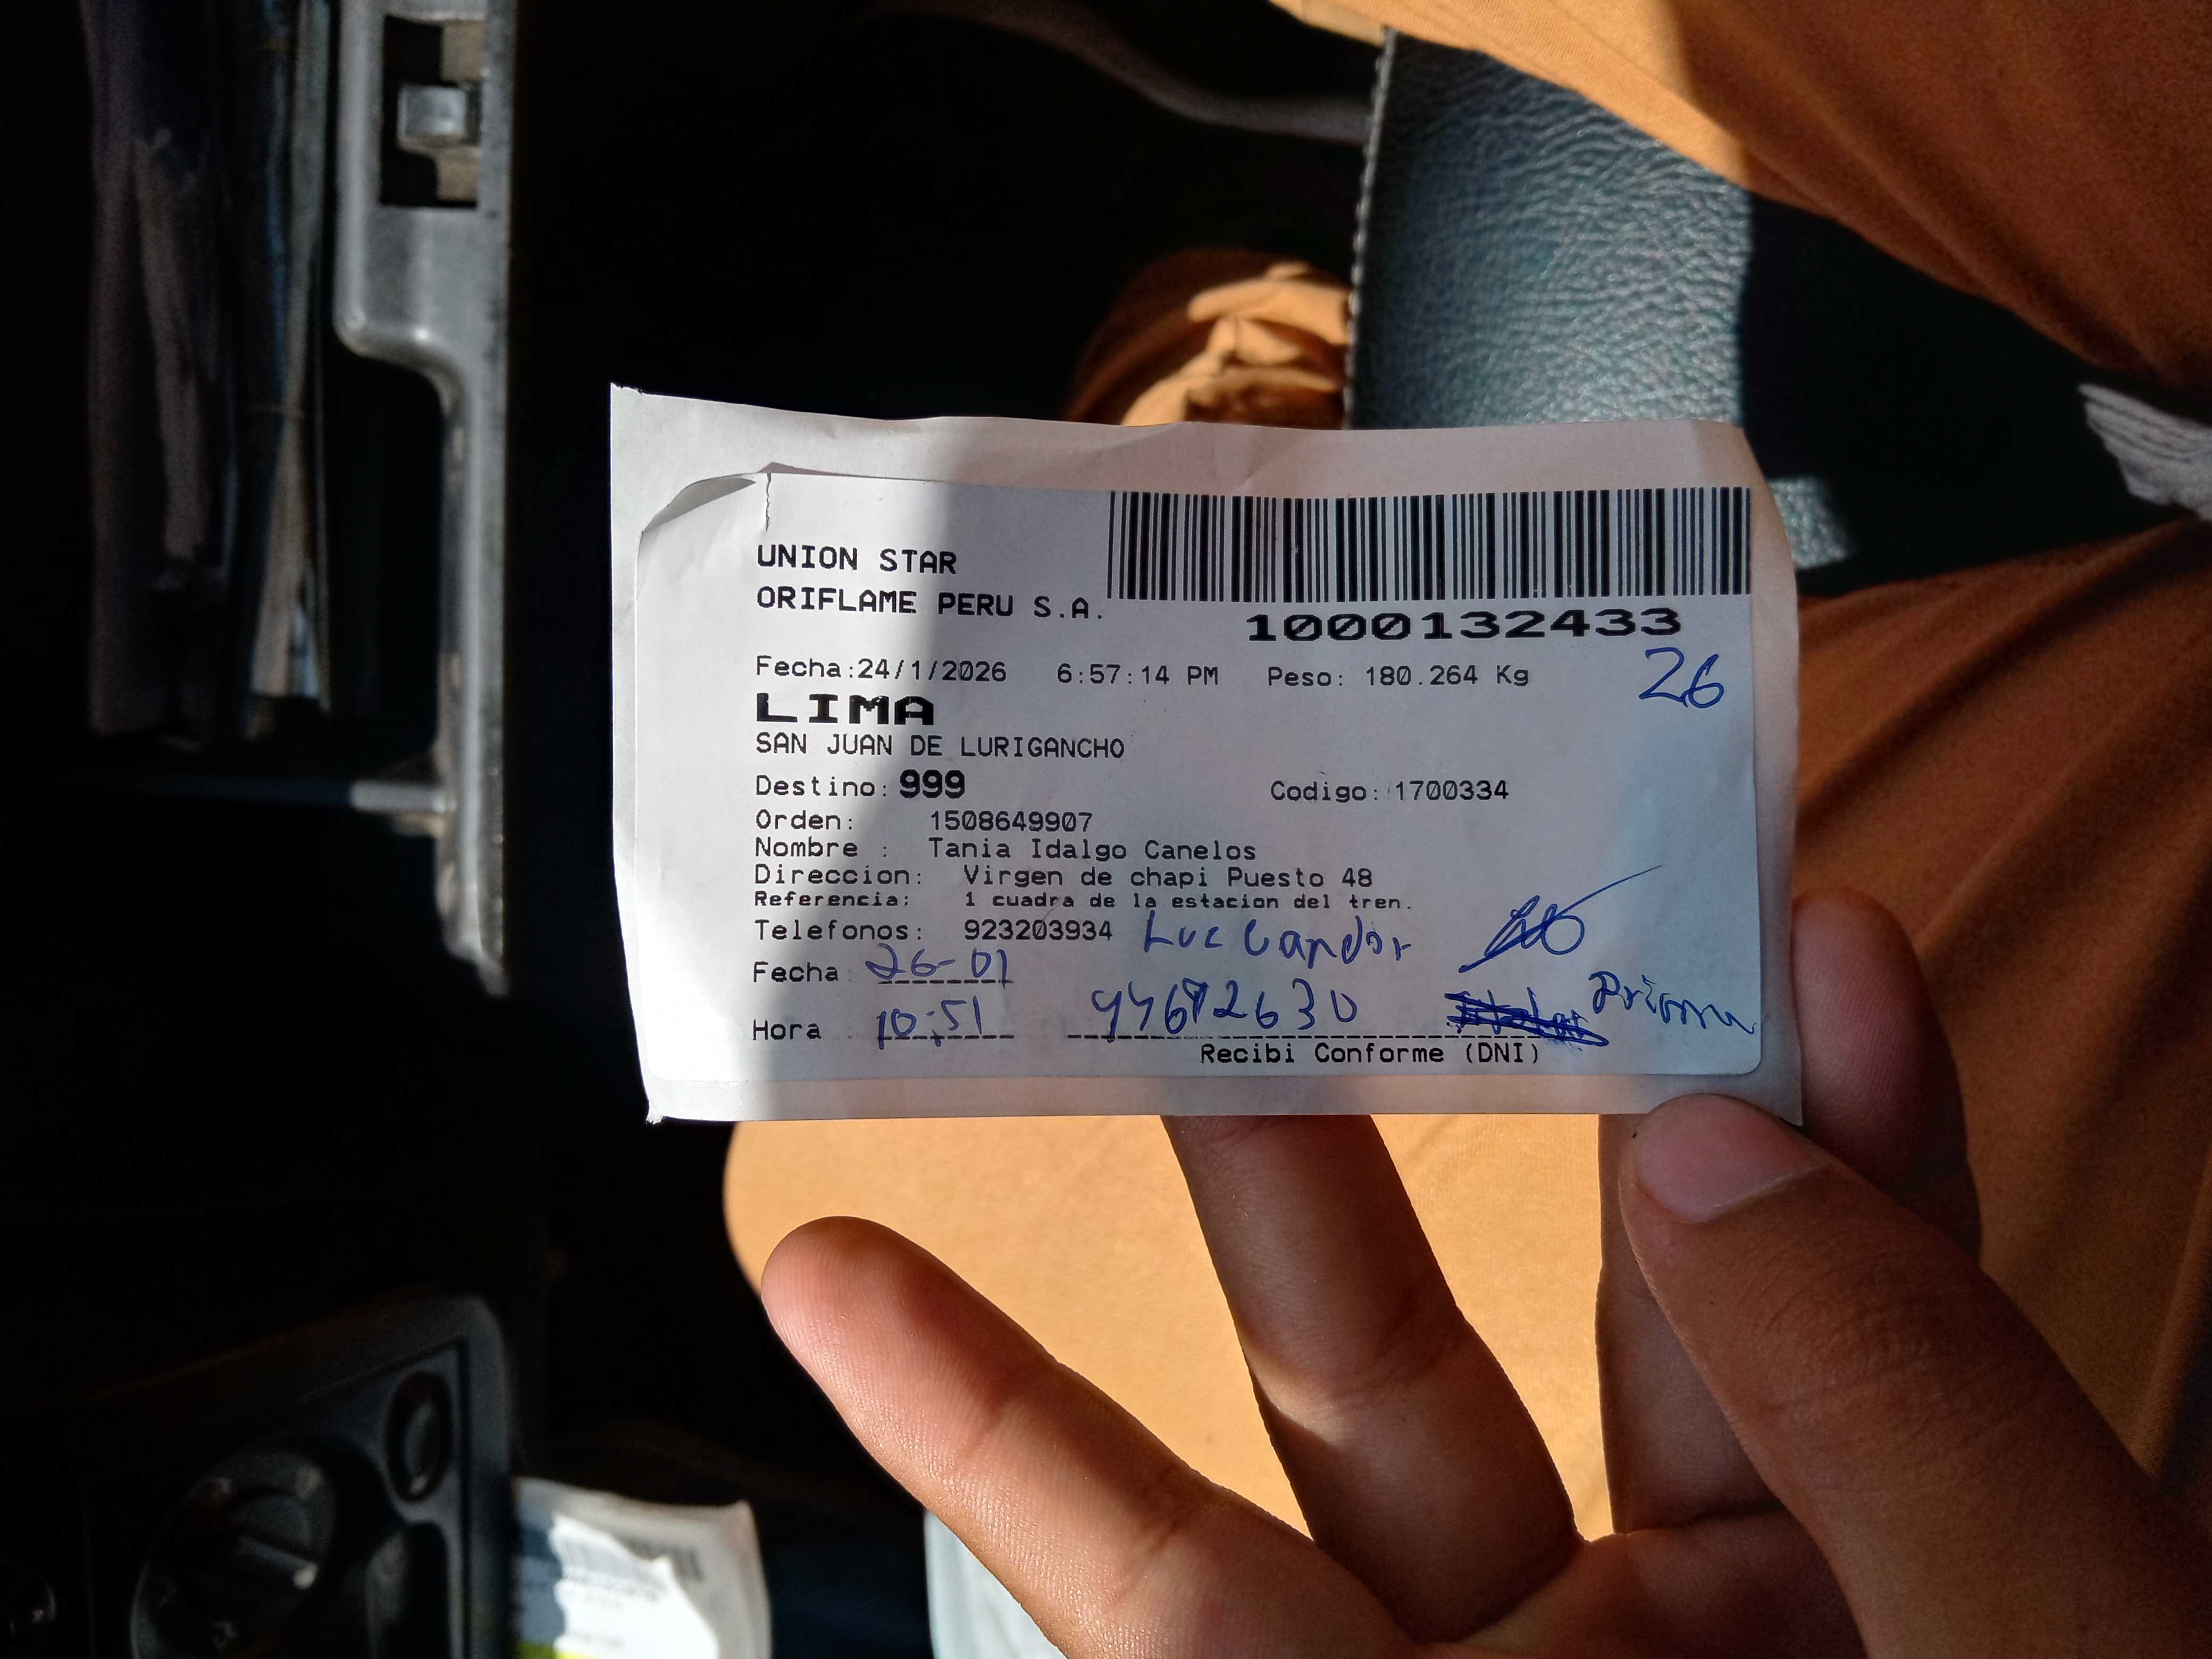 UNION STAR
ORIFLAME PERU S.A.
1000132433
Fecha:24/1/2026 6:57:14 PM Peso: 180.264 Kg
26
LIMA
SAN JUAN DE LURIGANCHO
Destino: 999 Codigo: 1700334
Orden: 1508649907
Nombre : Tania Idalgo Canelos
Direccion: Virgen de chapi Puesto 48
Referencia: 1 cuadra de la estacion del tren.
Telefonos: 923203934
Fecha : 26-01
Hora : 10:51
Recibi Conforme (DNI)